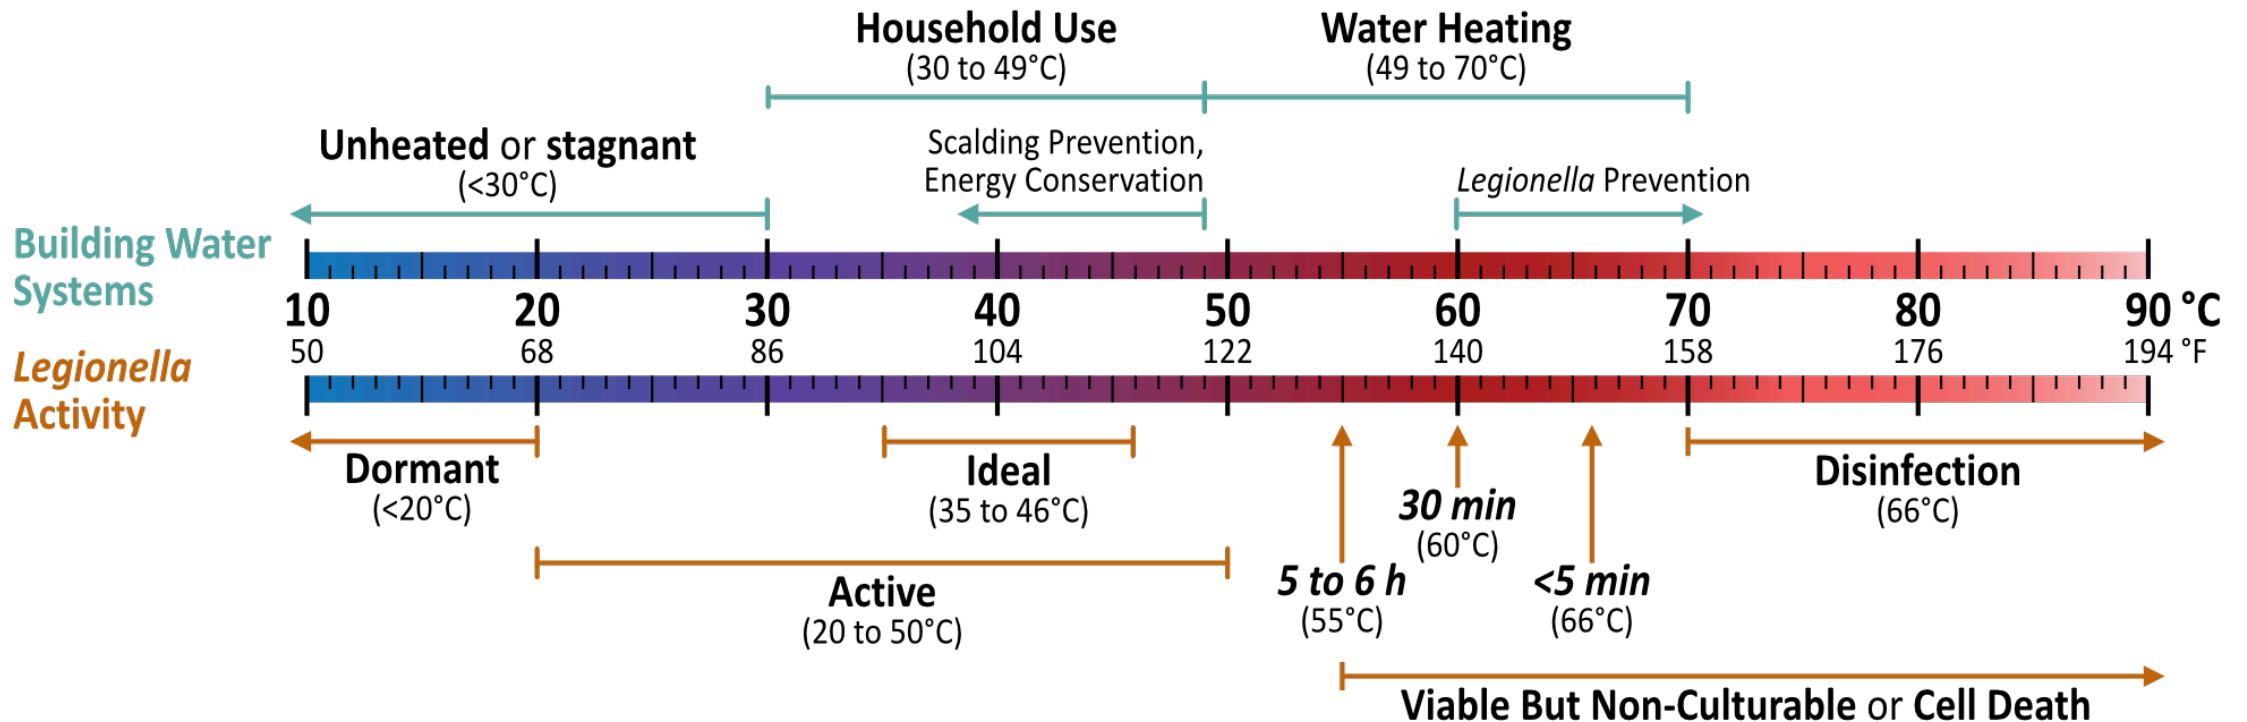 Household Use
(30 to 49°C)
Water Heating
(49 to 70°C)
Unheated or stagnant
(<30°C)
Scalding Prevention,
Energy Conservation
Legionella Prevention
Building Water
Systems
10 20 30 40 50 60 70 80 90 °C
50 68 86 104 122 140 158 176 194 °F
Legionella
Activity
Dormant
(<20°C)
Ideal
(35 to 46°C)
30 min
(60°C)
Disinfection
(66°C)
Active
(20 to 50°C)
5 to 6 h
(55°C)
<5 min
(66°C)
Viable But Non-Culturable or Cell Death